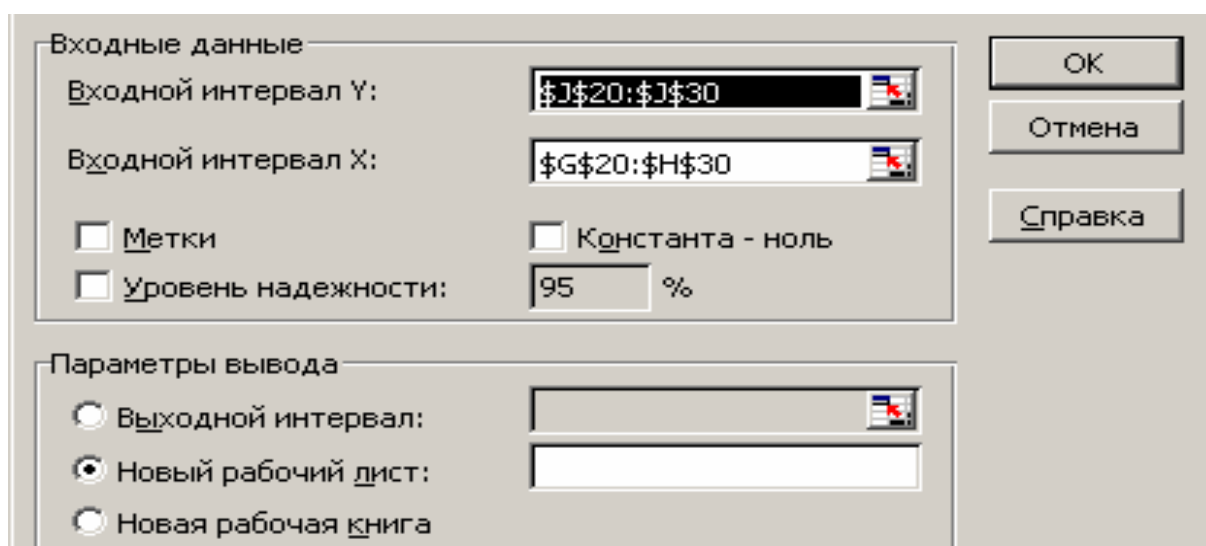 Входные данные
Входной интервал Y: $J$20:$J$30
Входной интервал X: $G$20:$H$30
Метки Константа - ноль
Уровень надежности: 95 %
OK
Отмена
Справка
Параметры вывода
Выходной интервал:
Новый рабочий лист:
Новая рабочая книга